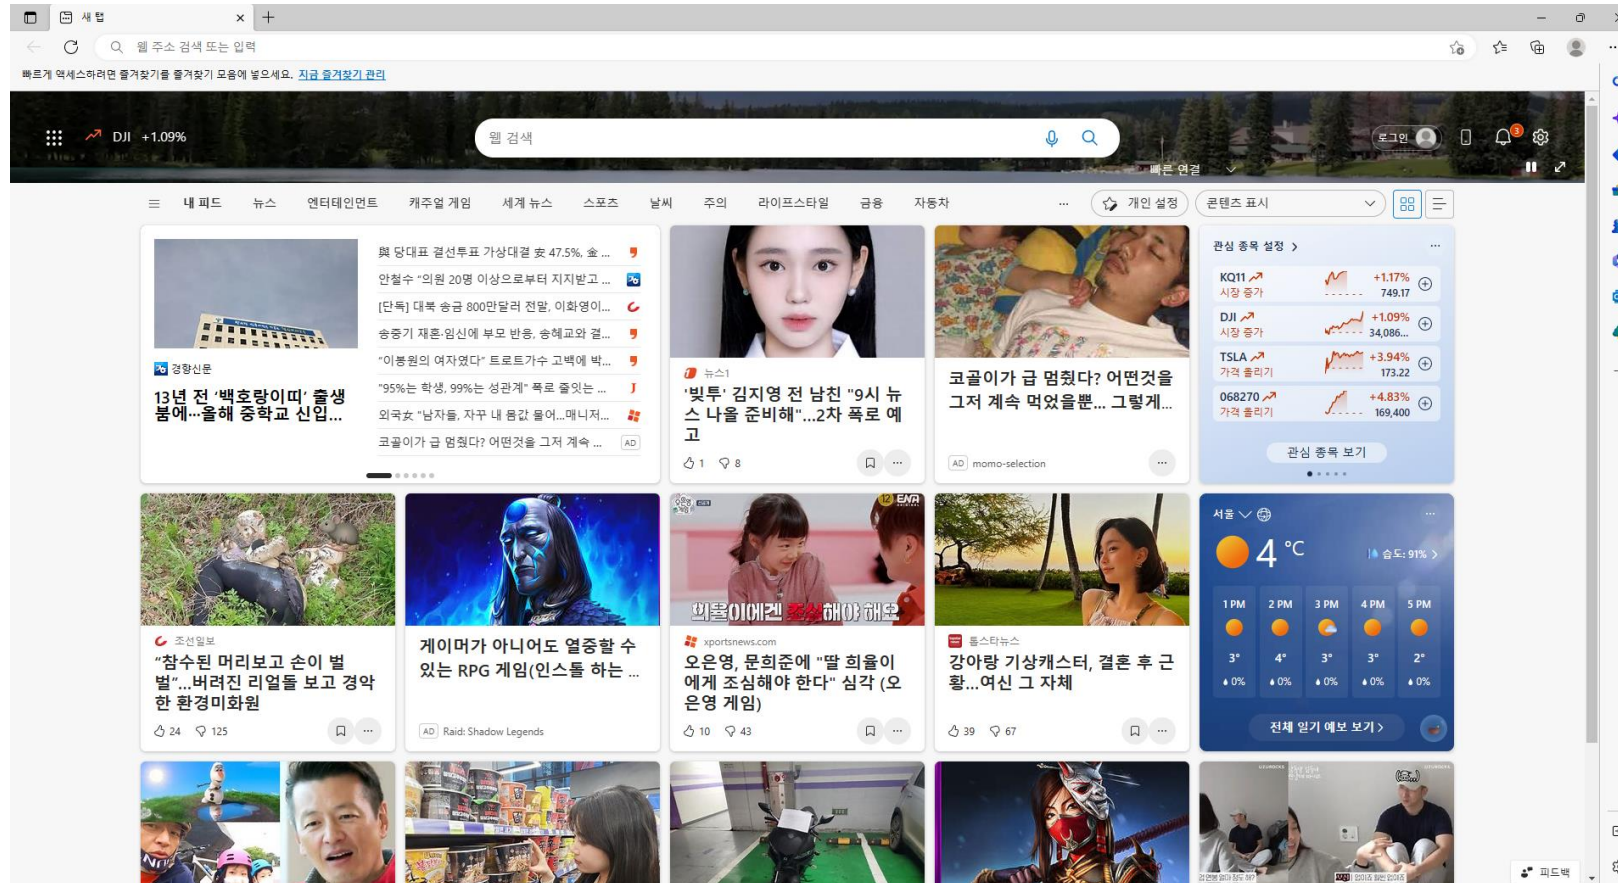 새 탭
웹 주소 검색 또는 입력
빠르게 액세스하려면 즐겨찾기를 즐겨찾기 모음에 넣으세요. 지금 즐겨찾기 관리
DJI +1.09%
웹 검색
로그인
3
빠른 연결
내 피드 뉴스 엔터테인먼트 캐주얼 게임 세계 뉴스 스포츠 날씨 주의 라이프스타일 금융 자동차 ... 개인 설정 콘텐츠 표시
경향신문
13년 전 ‘백호랑이띠’ 출생
붐에…올해 중학교 신입...
與 당대표 결선투표 가상대결 安 47.5%, 金 ...
안철수 “의원 20명 이상으로부터 지지받고 ...
[단독] 대북 송금 800만달러 전말, 이화영이...
송중기 재혼·임신에 부모 반응, 송혜교와 결...
“이봉원의 여자였다” 트로트가수 고백에 박...
"95%는 학생, 99%는 성관계" 폭로 줄잇는 ...
외국女 "남자들, 자꾸 내 몸값 물어...매니저...
코골이가 급 멈췄다? 어떤것을 그저 계속 ... AD
뉴스1
'빚투' 김지영 전 남친 "9시 뉴
스 나올 준비해"...2차 폭로 예
고
1 8
코골이가 급 멈췄다? 어떤것을
그저 계속 먹었을뿐... 그렇게...
AD momo-selection
관심 종목 설정
KQ11 +1.17%
시장 증가 749.17
DJI +1.09%
시장 증가 34,086...
TSLA +3.94%
가격 올리기 173.22
068270 +4.83%
가격 올리기 169,400
관심 종목 보기
조선일보
“참수된 머리보고 손이 벌
벌”...버려진 리얼돌 보고 경악
한 환경미화원
24 125
게이머가 아니어도 열중할 수
있는 RPG 게임(인스톨 하는 ...
AD Raid: Shadow Legends
12 ENA
희율이에겐 조심해야 해요
xportsnews.com
오은영, 문희준에 "딸 희율이
에게 조심해야 한다" 심각 (오
은영 게임)
10 43
톱스타뉴스
강아랑 기상캐스터, 결혼 후 근
황...여신 그 자체
39 67
서울
4 °C
습도: 91%
1 PM 2 PM 3 PM 4 PM 5 PM
3° 4° 3° 3° 2°
0% 0% 0% 0% 0%
전체 일기 예보 보기
피드백